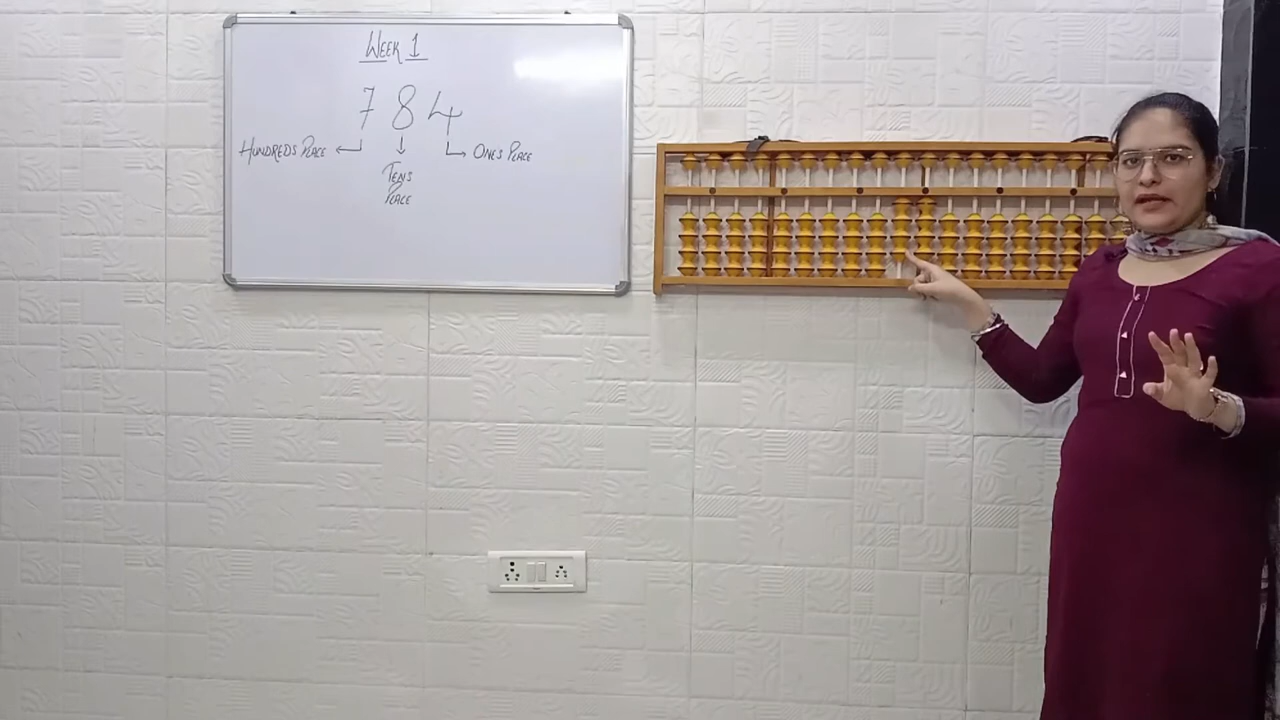 WEEK 1
7 8 4
HUNDREDS PLACE
ONES PLACE
TENS
PLACE